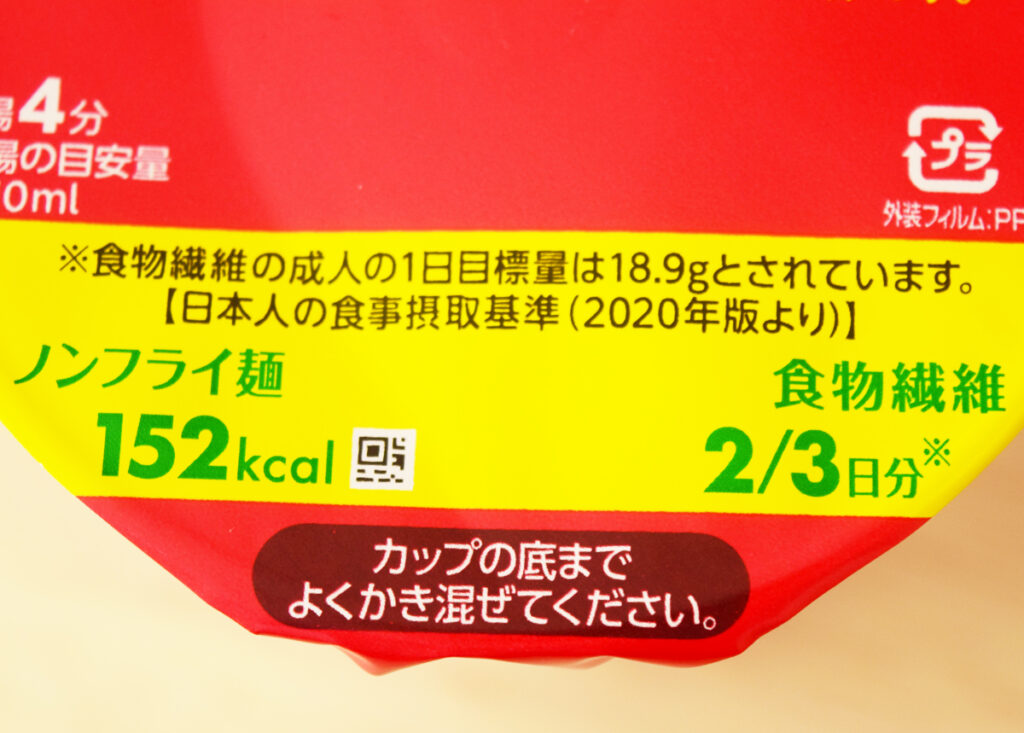 4分
の目安量
0ml
プラ
外装フィルム:PP
※食物繊維の成人の1日目標量は18.9gとされています。
【日本人の食事摂取基準(2020年版より)】
ノンフライ麺
152kcal
食物繊維
2/3日分※
カップの底まで
よくかき混ぜてください。